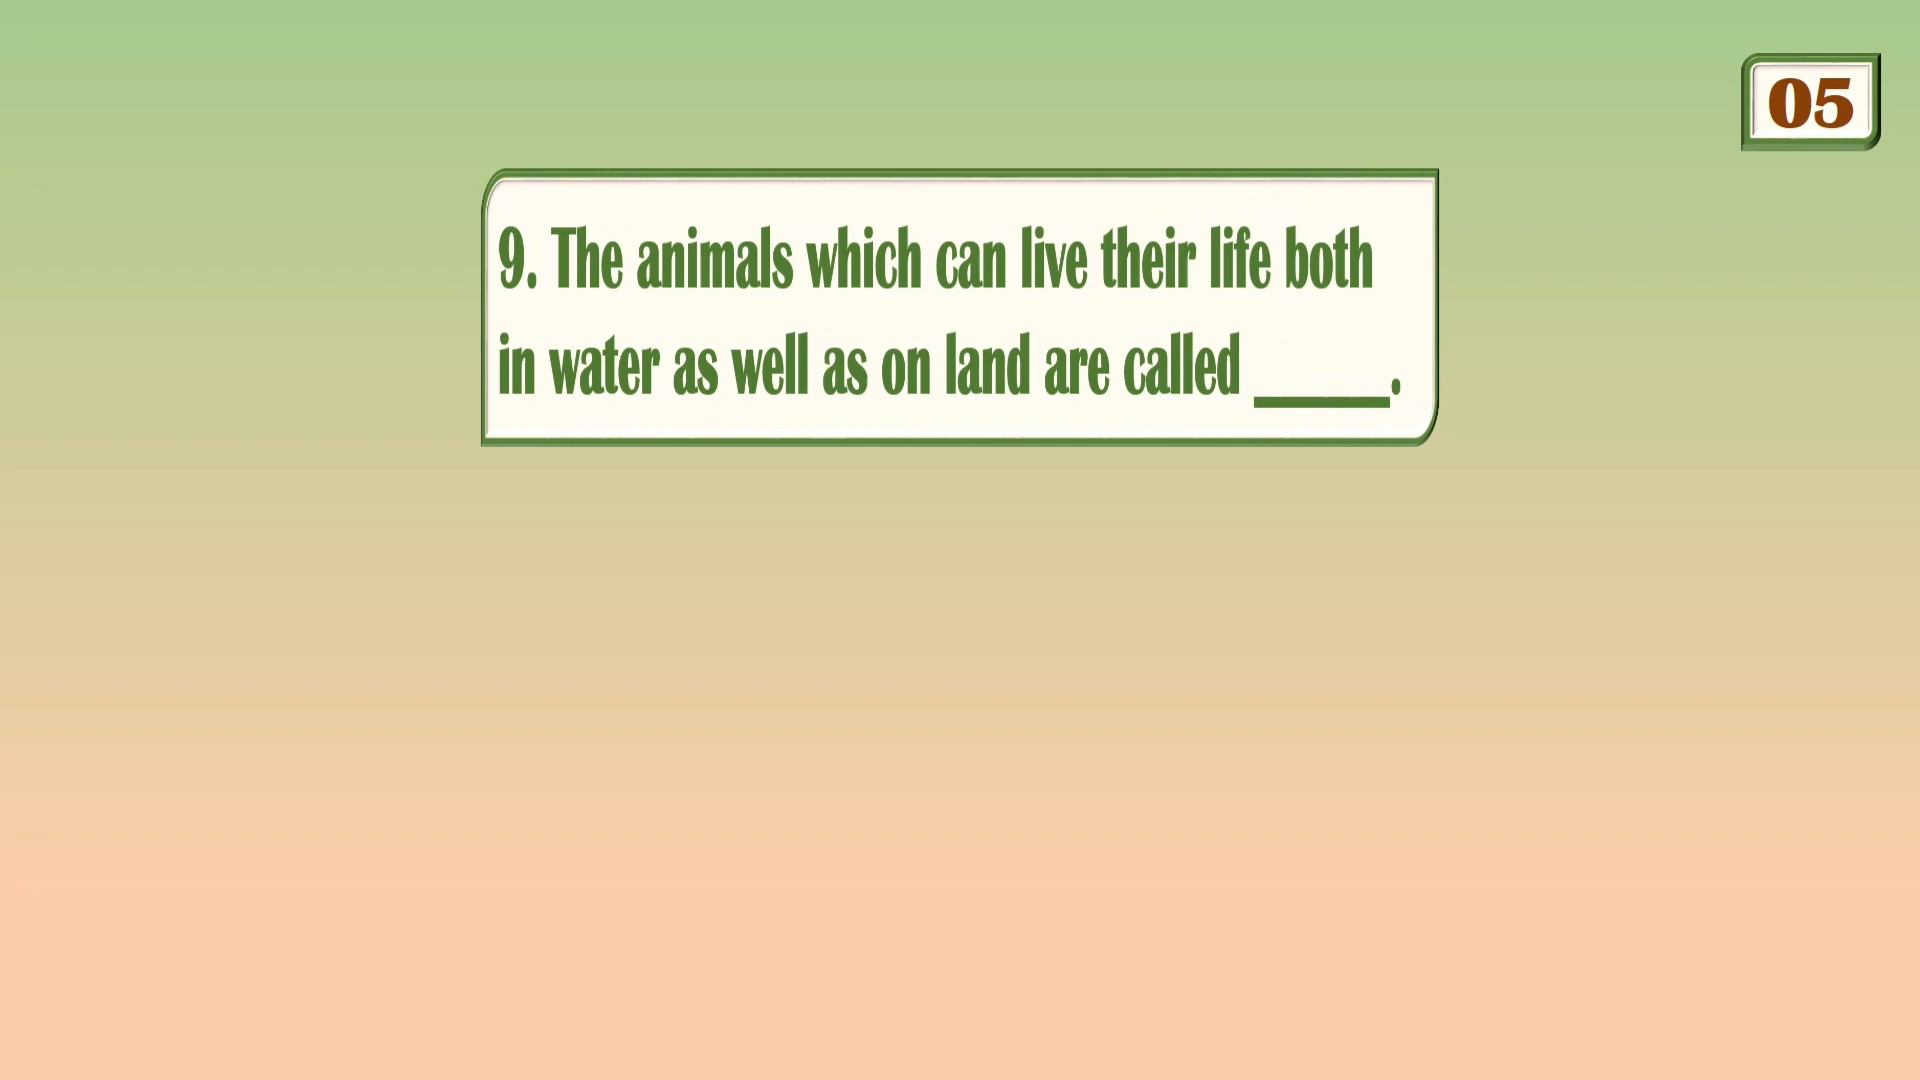 05
9. The animals which can live their life both
in water as well as on land are called ______.